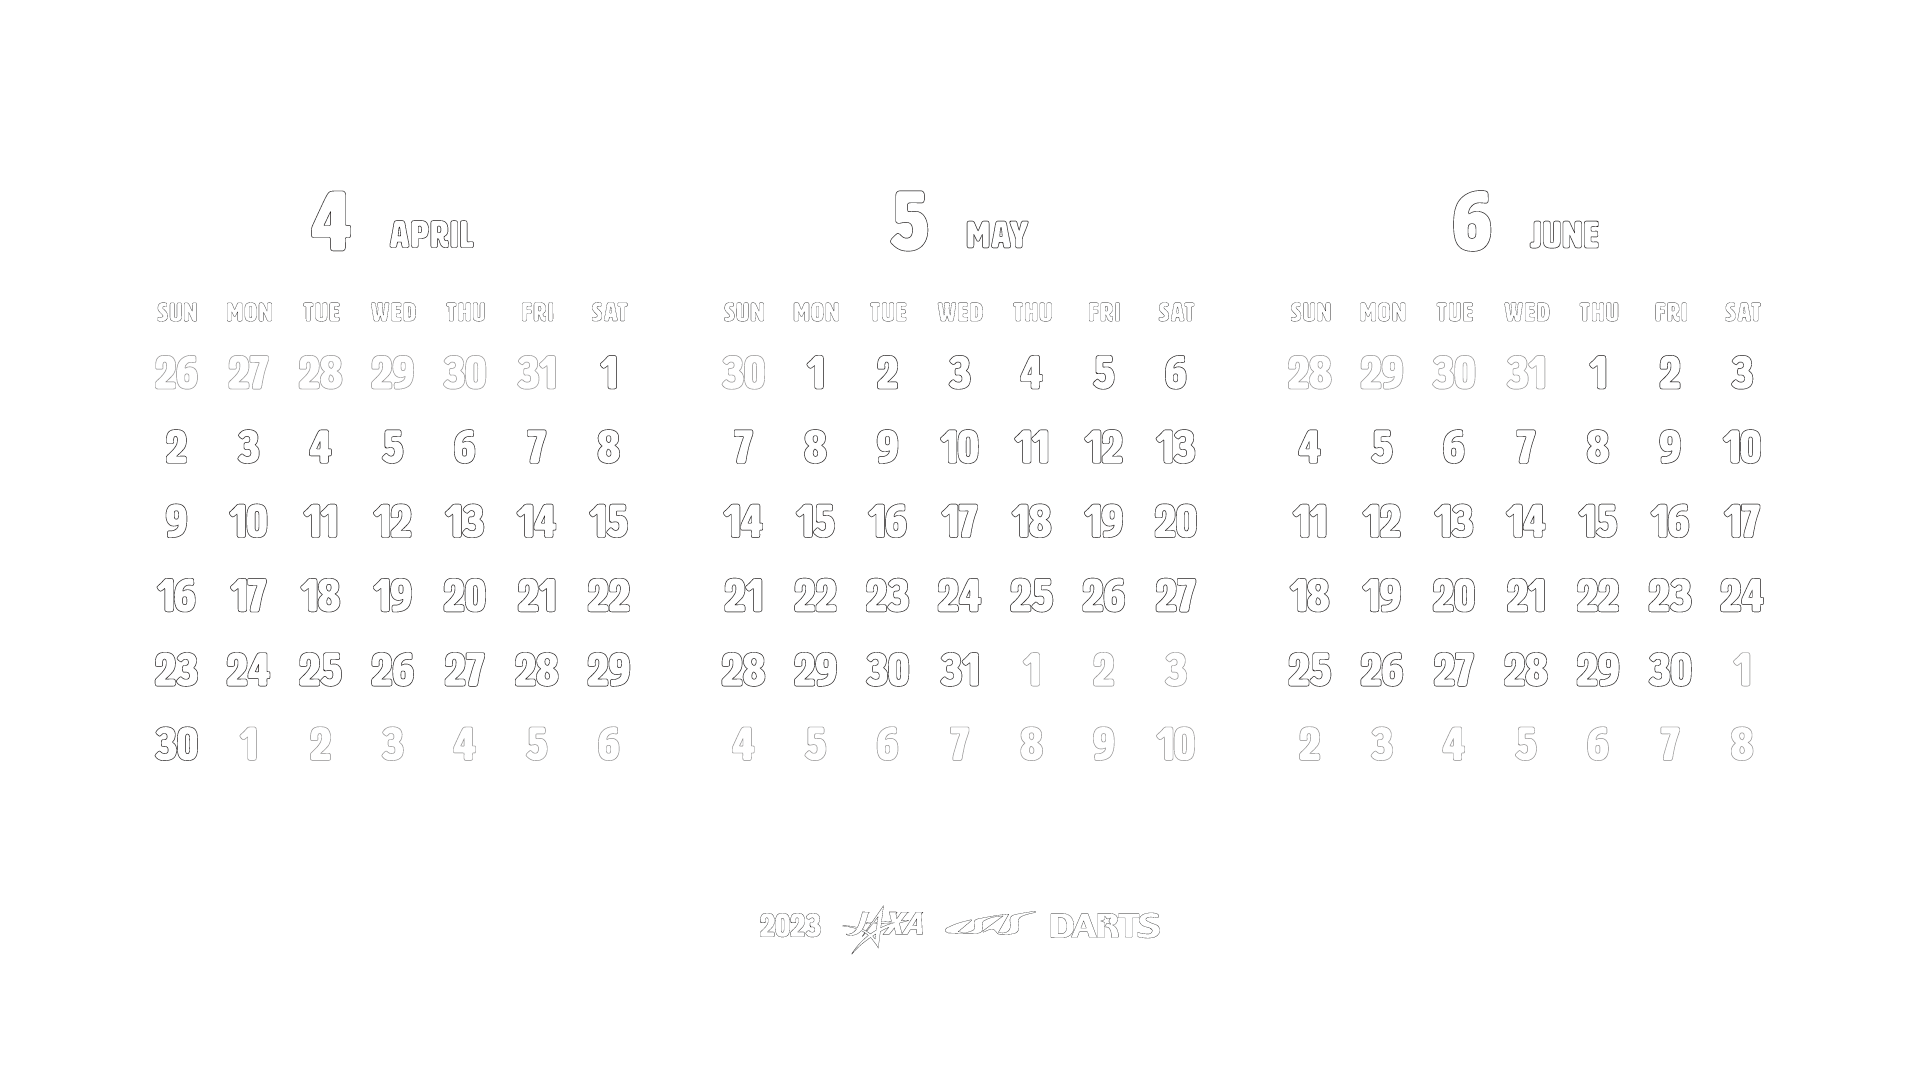 4 APRIL
SUN MON TUE WED THU FRI SAT
26 27 28 29 30 31 1
2 3 4 5 6 7 8
9 10 11 12 13 14 15
16 17 18 19 20 21 22
23 24 25 26 27 28 29
30 1 2 3 4 5 6
5 MAY
SUN MON TUE WED THU FRI SAT
30 1 2 3 4 5 6
7 8 9 10 11 12 13
14 15 16 17 18 19 20
21 22 23 24 25 26 27
28 29 30 31 1 2 3
4 5 6 7 8 9 10
6 JUNE
SUN MON TUE WED THU FRI SAT
28 29 30 31 1 2 3
4 5 6 7 8 9 10
11 12 13 14 15 16 17
18 19 20 21 22 23 24
25 26 27 28 29 30 1
2 3 4 5 6 7 8
2023 JAXA ISAS DARTS